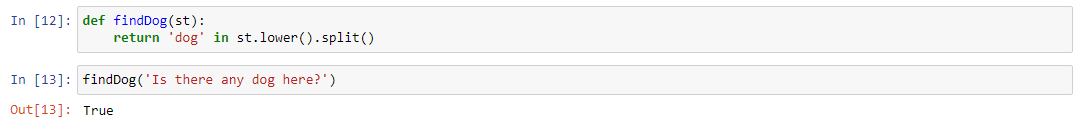 In [12]: def findDog(st):
    return 'dog' in st.lower().split()
In [13]: findDog('Is there any dog here?')
Out[13]: True